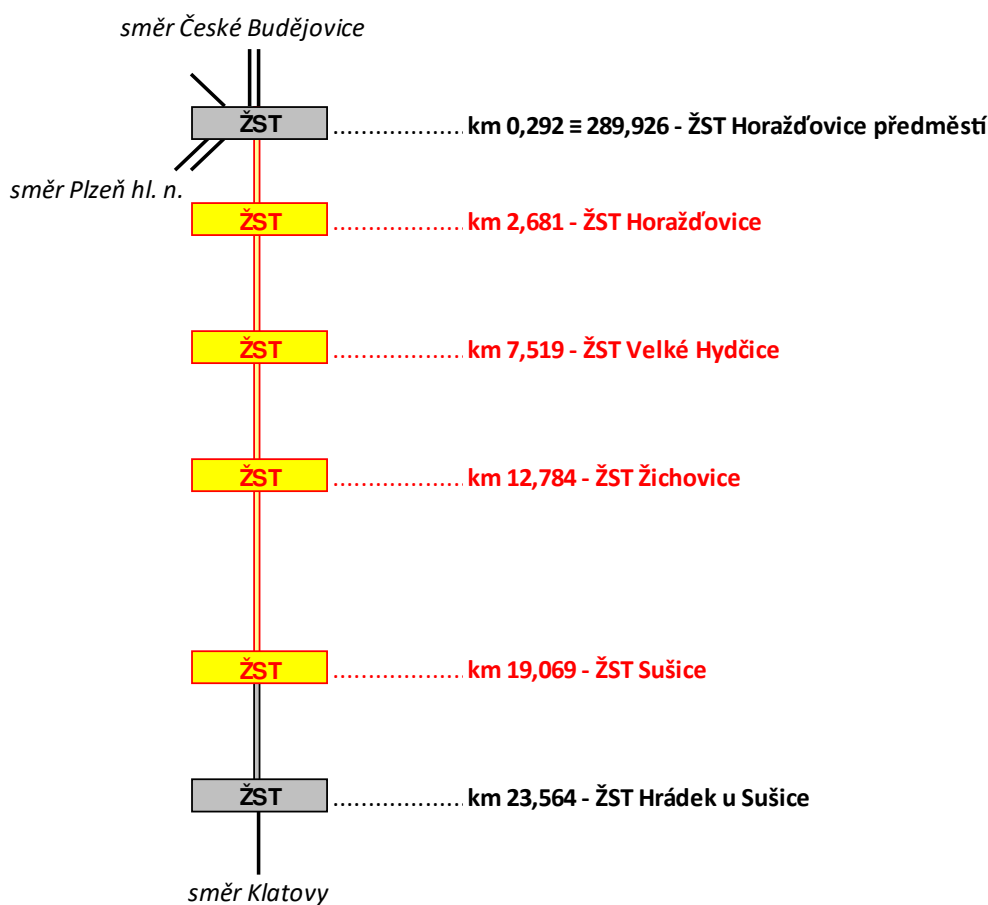 směr České Budějovice
ŽST ...................... km 0,292 ≡ 289,926 - ŽST Horažďovice předměstí
směr Plzeň hl. n.
ŽST ...................... km 2,681 - ŽST Horažďovice
ŽST ...................... km 7,519 - ŽST Velké Hydčice
ŽST ...................... km 12,784 - ŽST Žichovice
ŽST ...................... km 19,069 - ŽST Sušice
ŽST ...................... km 23,564 - ŽST Hrádek u Sušice
směr Klatovy